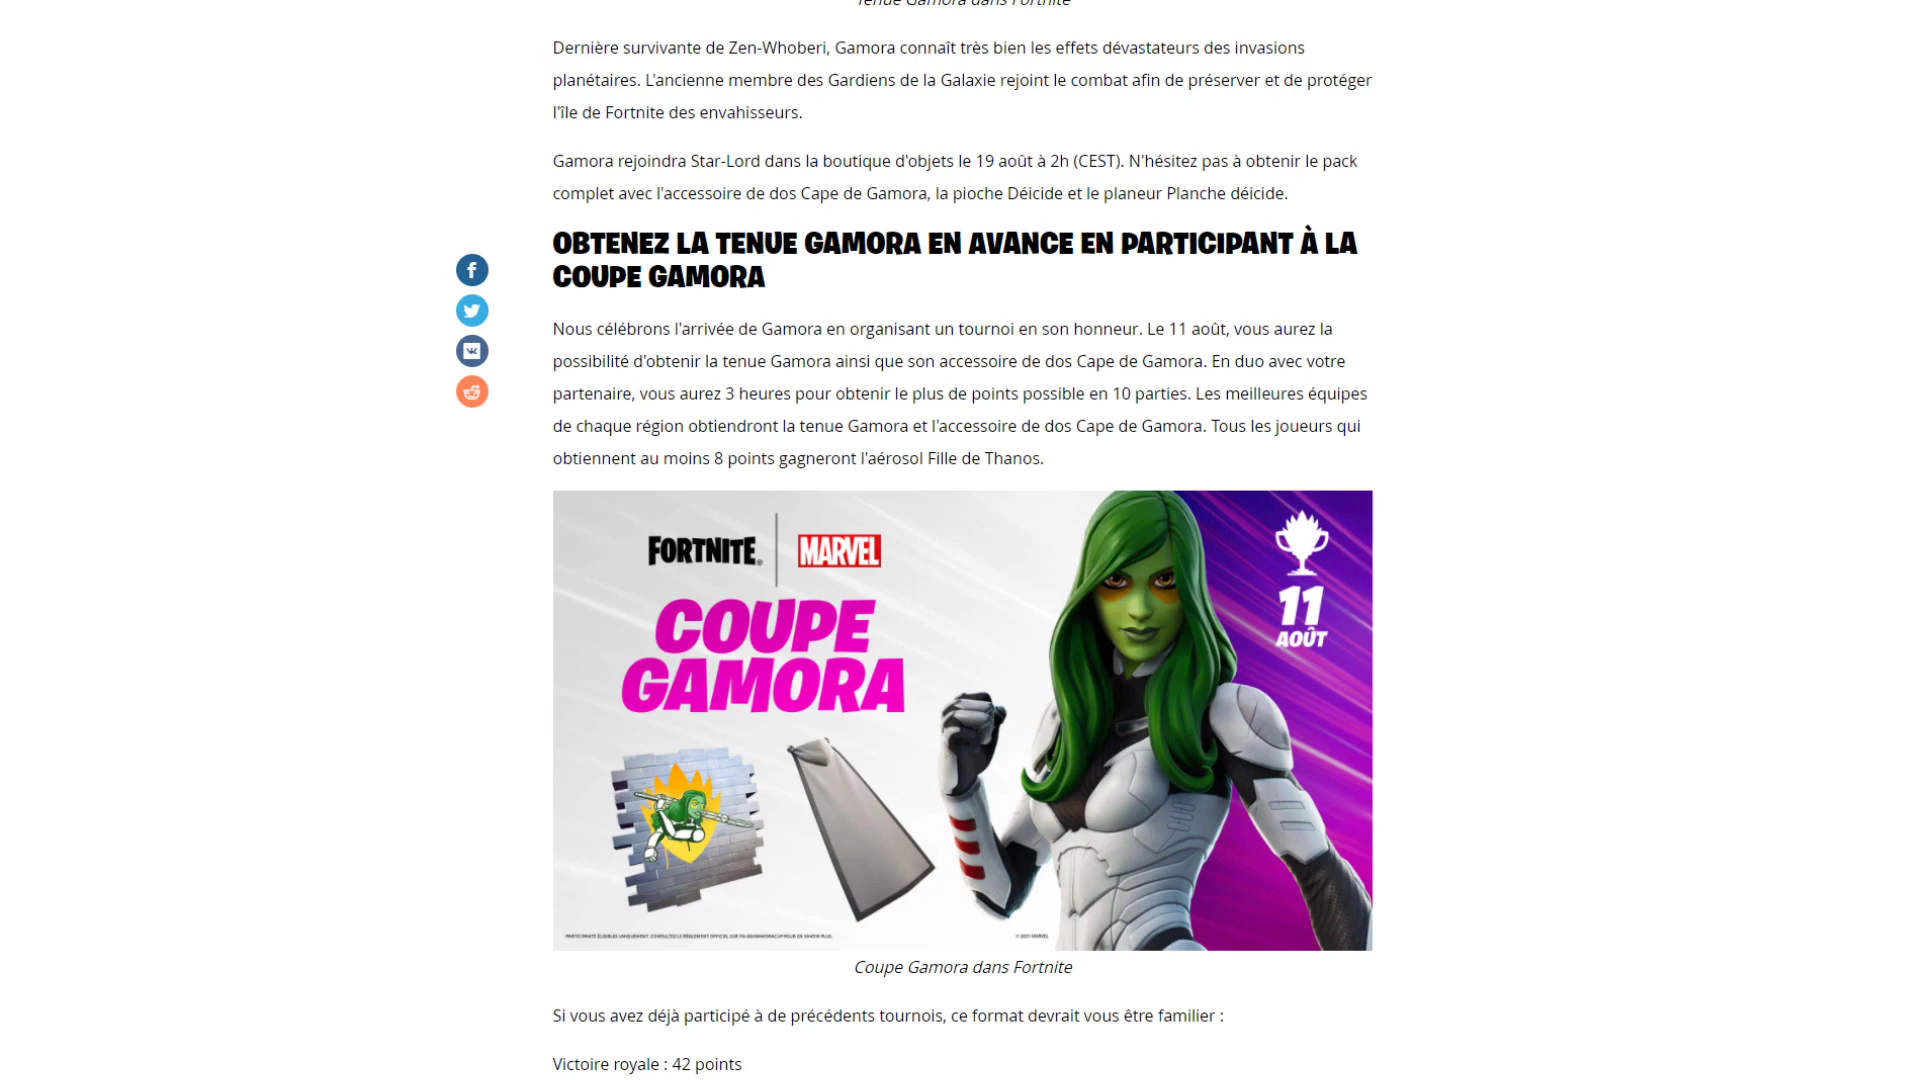 Tenue Gamora dans Fortnite
Dernière survivante de Zen-Whoberi, Gamora connaît très bien les effets dévastateurs des invasions
planétaires. L'ancienne membre des Gardiens de la Galaxie rejoint le combat afin de préserver et de protéger
l'île de Fortnite des envahisseurs.
Gamora rejoindra Star-Lord dans la boutique d'objets le 19 août à 2h (CEST). N'hésitez pas à obtenir le pack
complet avec l'accessoire de dos Cape de Gamora, la pioche Déicide et le planeur Planche déicide.
OBTENEZ LA TENUE GAMORA EN AVANCE EN PARTICIPANT À LA
COUPE GAMORA
Nous célébrons l'arrivée de Gamora en organisant un tournoi en son honneur. Le 11 août, vous aurez la
possibilité d'obtenir la tenue Gamora ainsi que son accessoire de dos Cape de Gamora. En duo avec votre
partenaire, vous aurez 3 heures pour obtenir le plus de points possible en 10 parties. Les meilleures équipes
de chaque région obtiendront la tenue Gamora et l'accessoire de dos Cape de Gamora. Tous les joueurs qui
obtiennent au moins 8 points gagneront l'aérosol Fille de Thanos.
FORTNITE MARVEL
COUPE
GAMORA
11
AOÛT
© 2021 MARVEL
Coupe Gamora dans Fortnite
Si vous avez déjà participé à de précédents tournois, ce format devrait vous être familier :
Victoire royale : 42 points